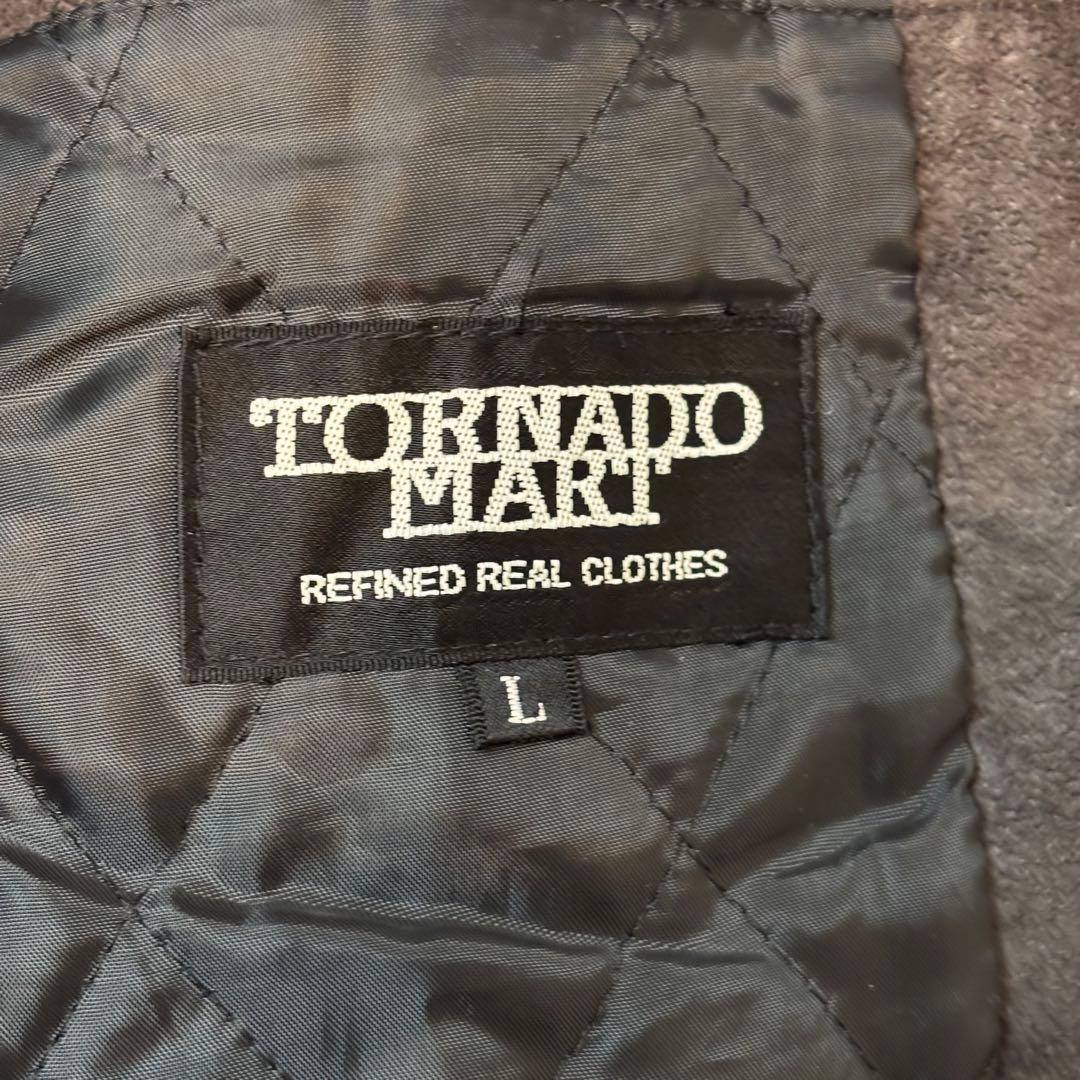 TORNADO
MART
REFINED REAL CLOTHES
L